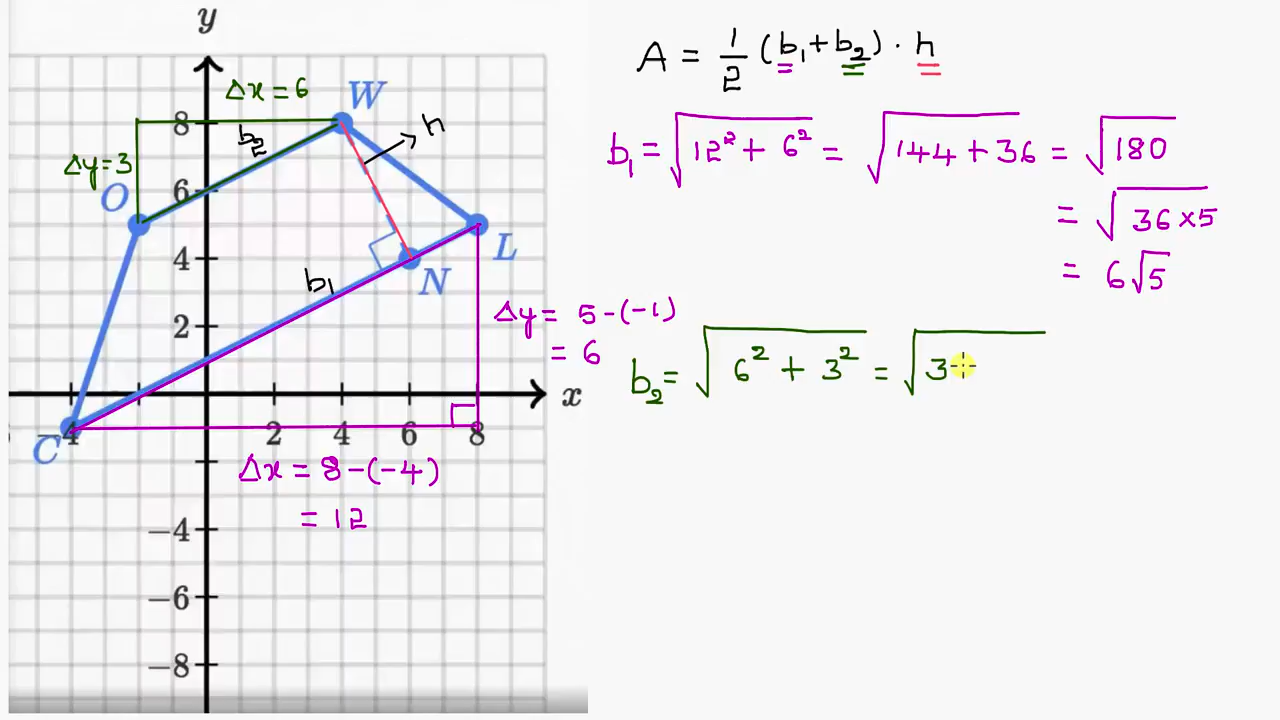 y
Δx = 6
W
8
b₂
h
Δy=3
6
O
4
L
N
b₁
2
x
C
−4
2
4
6
8
Δx = 8-(-4)
= 12
−4
−6
−8
Δy = 5-(-1)
= 6
A = 1/2 (b₁+b₂) · h
b₁ = √(12² + 6²) = √(144 + 36) = √180
= √(36×5)
= 6√5
b₂ = √(6² + 3²) = √3